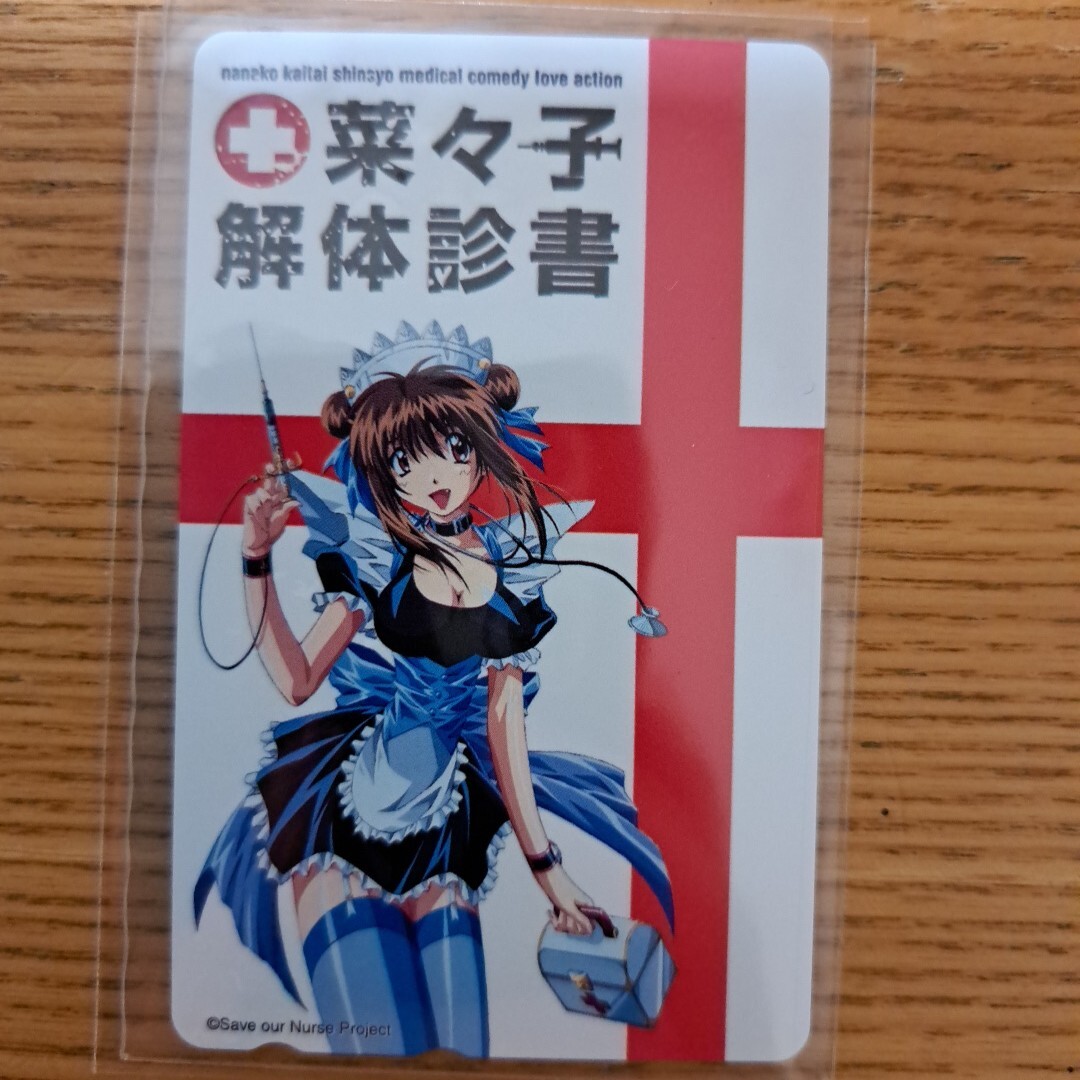 nanako kaitai shinsyo medical comedy love action
菜々子
解体診書
©Save our Nurse Project